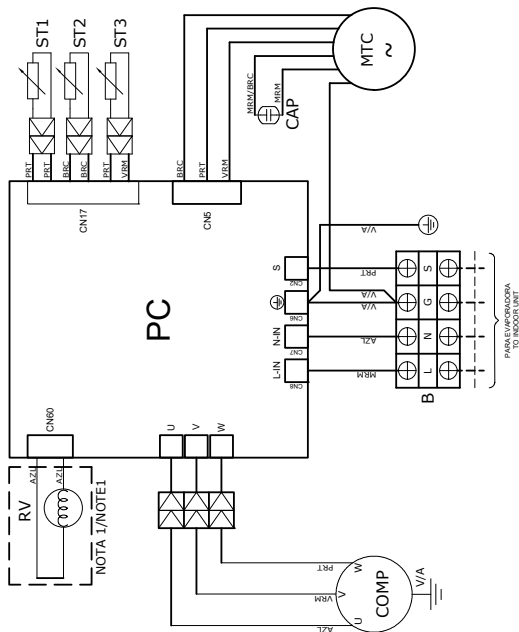 ST1
ST2
ST3
PRT
PRT
BRC
BRC
PRT
VRM
CN17
BRC
PRT
VRM
CN5
MRM/BRC
MRM
CAP
MTC
~
PC
S
CN2
CN6
N-IN
CN7
L-IN
CN8
V/A
PRT
V/A
V/A
AZL
MRM
S
G
N
L
B
PARA EVAPORADORA
TO INDOOR UNIT
CN60
AZL
AZL
RV
NOTA 1/NOTE1
U
V
W
PRT
VRM
AZL
W
V
U
COMP
V/A